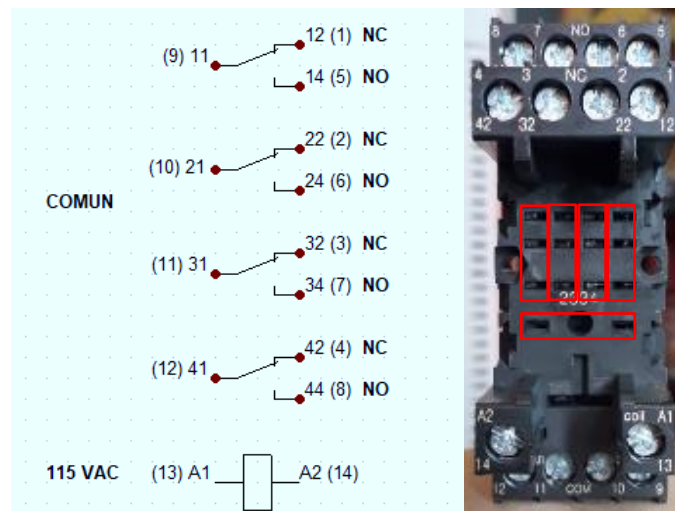 12 (1) NC
(9) 11
14 (5) NO
22 (2) NC
(10) 21
24 (6) NO
COMUN
32 (3) NC
(11) 31
34 (7) NO
42 (4) NC
(12) 41
44 (8) NO
115 VAC (13) A1 A2 (14)
8 7 NO 6 5
4 3 NC 2 1
42 32 22 12
A2 coil A1
14 13
12 11 COM 10 9